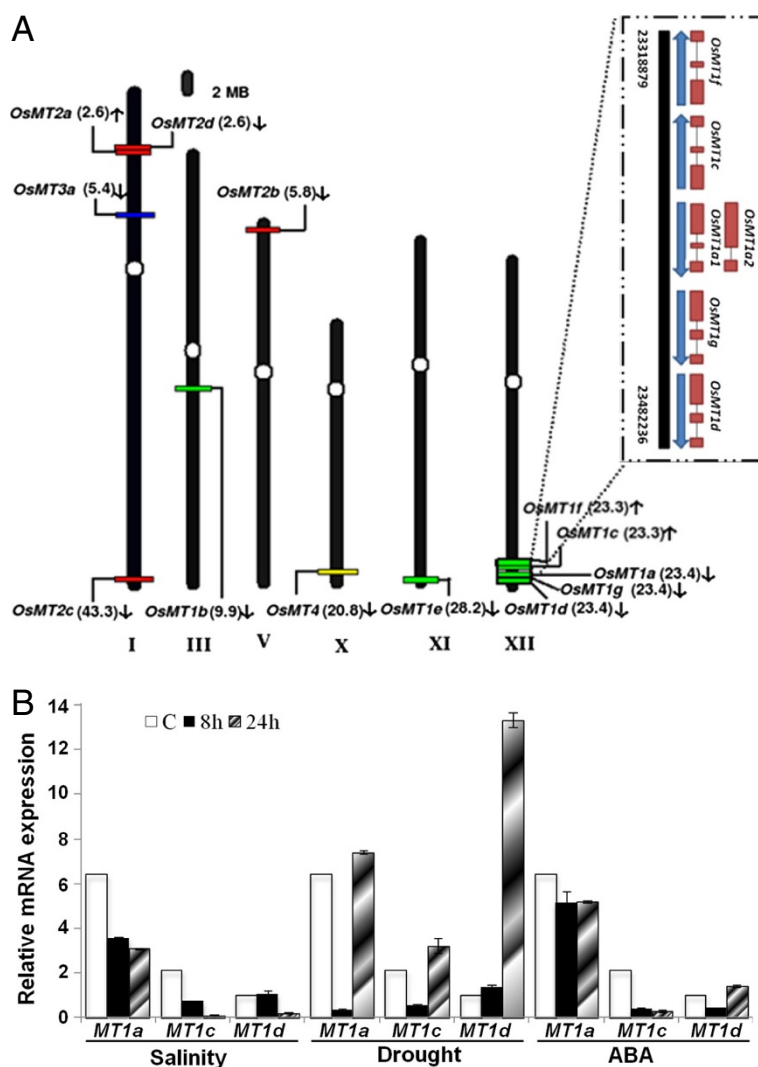 A
2 MB
OsMT2a (2.6)↑
OsMT2d (2.6)↓
OsMT3a (5.4)↓
OsMT2b (5.8)↓
23318879
OsMT1f
OsMT1c
OsMT1a1
OsMT1a2
OsMT1g
OsMT1d
23482236
OsMT1f (23.3)↑
OsMT1c (23.3)↑
OsMT1a (23.4)↓
OsMT1g (23.4)↓
OsMT2c (43.3)↓ OsMT1b (9.9)↓ OsMT4 (20.8)↓ OsMT1e (28.2)↓ OsMT1d (23.4)↓
I III V X XI XII
B
14
12
10
8
6
4
2
0
C 8h 24h
Relative mRNA expression
MT1a MT1c MT1d MT1a MT1c MT1d MT1a MT1c MT1d
Salinity Drought ABA